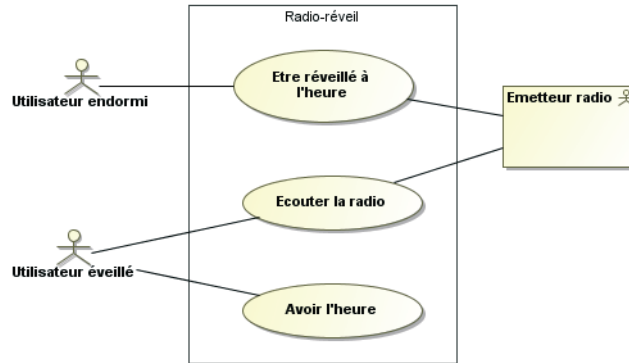 Radio-réveil
Etre réveillé à
l'heure
Utilisateur endormi
Emetteur radio
Ecouter la radio
Utilisateur éveillé
Avoir l'heure